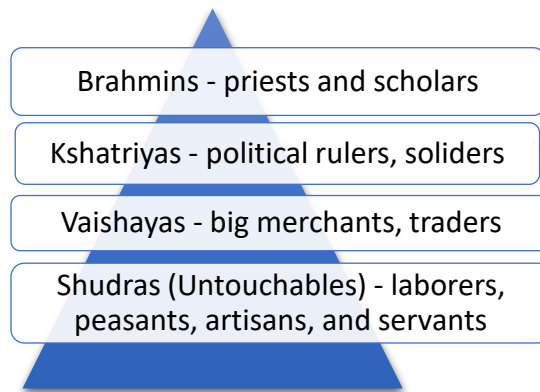 Brahmins - priests and scholars
Kshatriyas - political rulers, soliders
Vaishayas - big merchants, traders
Shudras (Untouchables) - laborers,
peasants, artisans, and servants